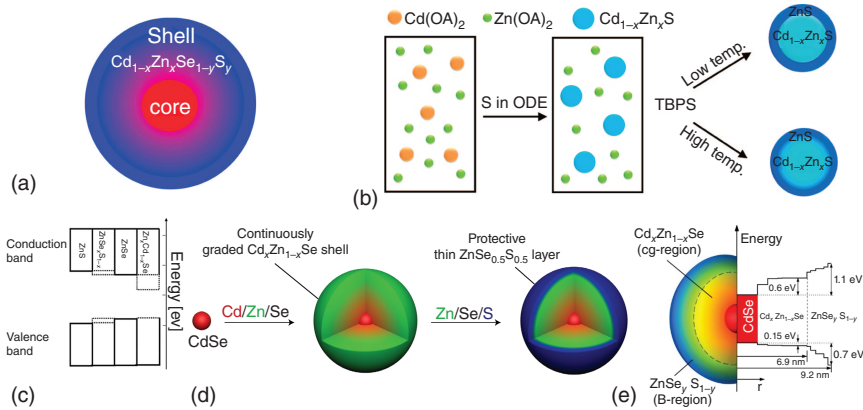 (a)
Shell
Cd1−xZnxSe1−ySy
core
(b)
Cd(OA)2
Zn(OA)2
Cd1−xZnxS
S in ODE
TBPS
Low temp.
High temp.
ZnS
Cd1−xZnxS
ZnS
Cd1−xZnxS
(c)
Conduction
band
Valence
band
ZnS
ZnSexS1−x
ZnSe
ZnxCd1−xSe
Energy [ev]
(d)
CdSe
Cd/Zn/Se
Continuously
graded CdxZn1−xSe shell
Zn/Se/S
Protective
thin ZnSe0.5S0.5 layer
(e)
CdxZn1−xSe
(cg-region)
ZnSey S1−y
(B-region)
Energy
CdSe
0.6 eV
1.1 eV
Cdx Zn1−xSe
ZnSey S1−y
0.15 eV
0.7 eV
6.9 nm
9.2 nm
r